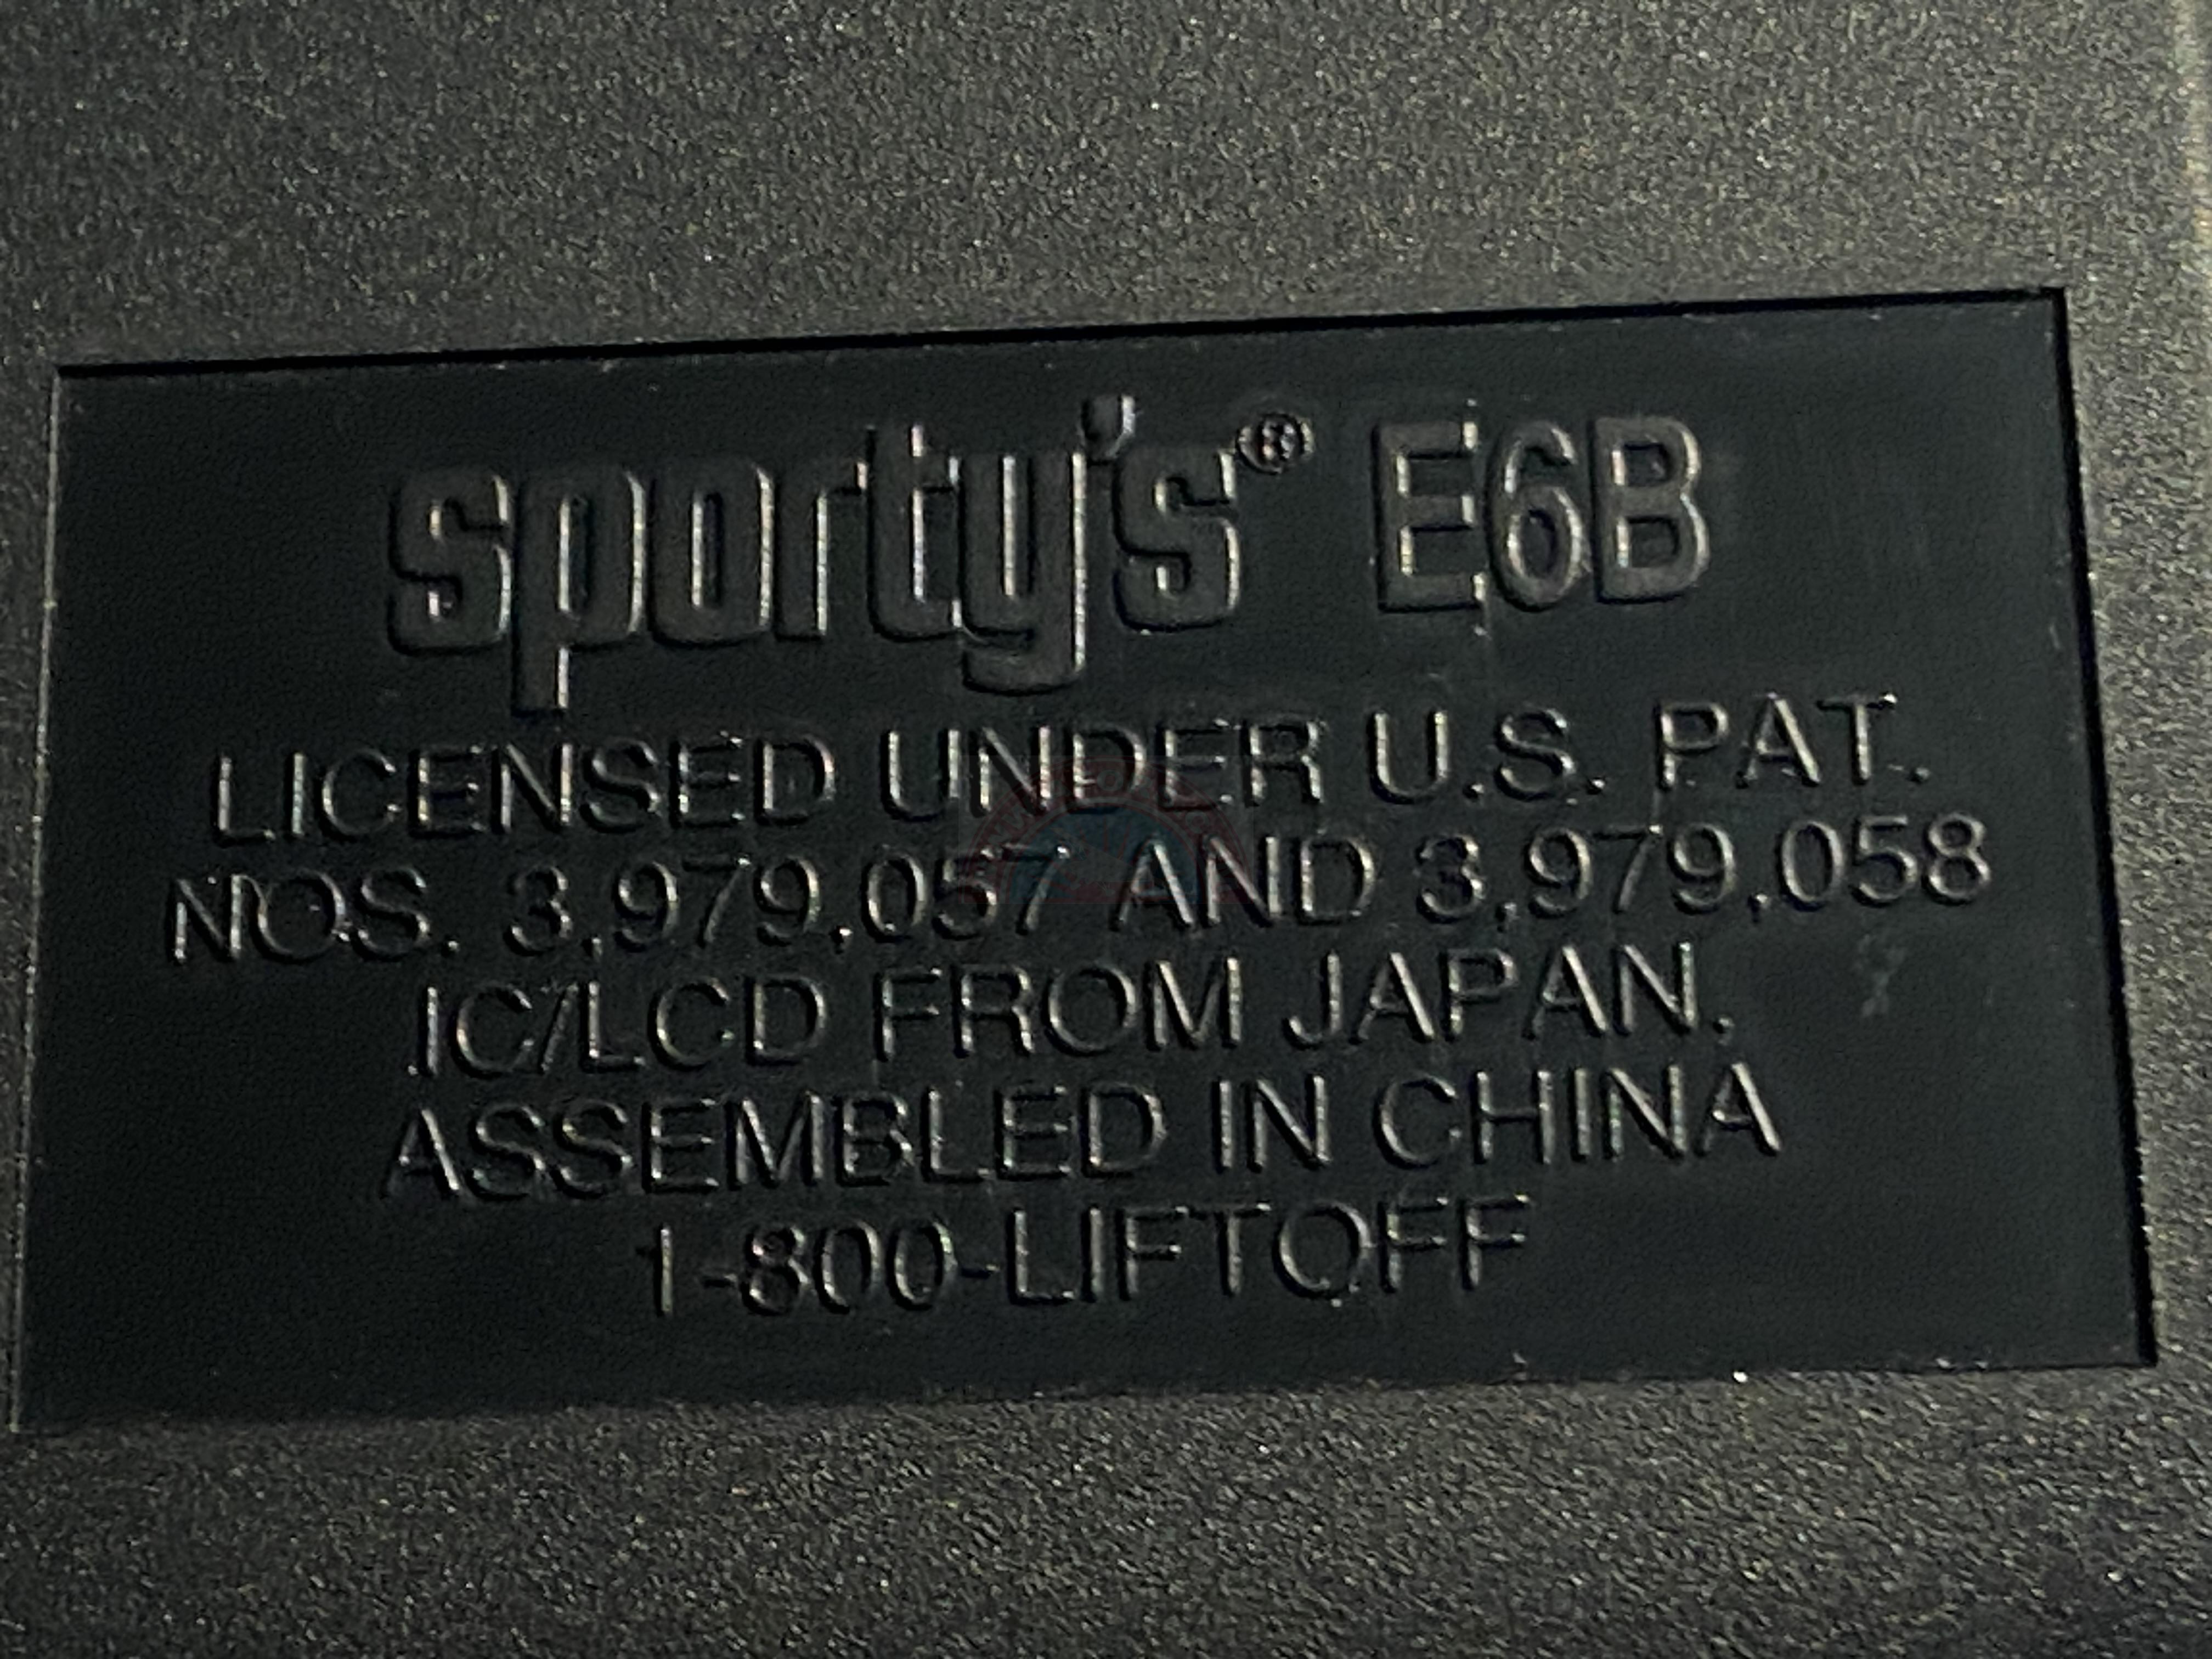 sporty's® E6B
LICENSED UNDER U.S. PAT.
NOS. 3,979,057 AND 3,979,058
IC/LCD FROM JAPAN,
ASSEMBLED IN CHINA
1-800-LIFTOFF